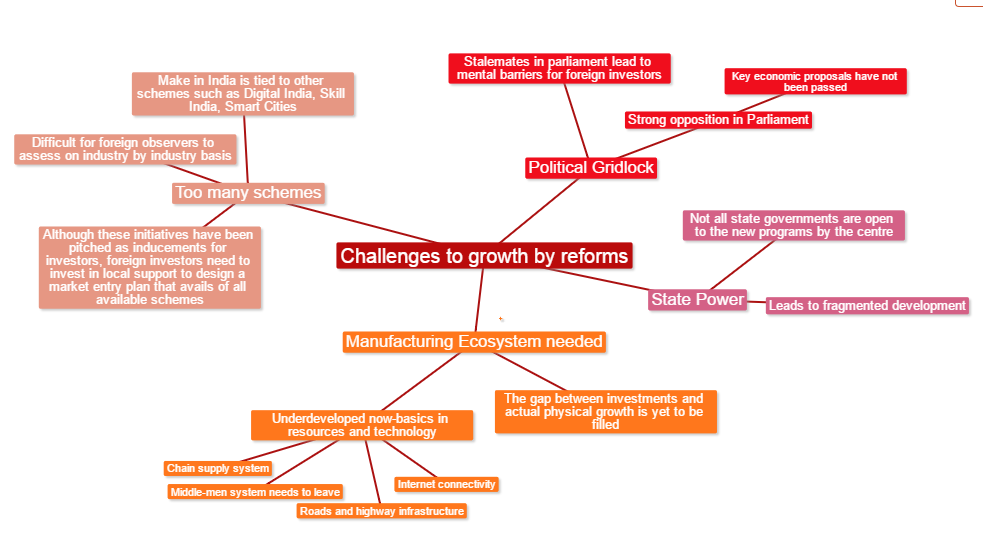 Stalemates in parliament lead to
mental barriers for foreign investors
Key economic proposals have not
been passed
Strong opposition in Parliament
Political Gridlock
Make in India is tied to other
schemes such as Digital India, Skill
India, Smart Cities
Difficult for foreign observers to
assess on industry by industry basis
Too many schemes
Although these initiatives have been
pitched as inducements for
investors, foreign investors need to
invest in local support to design a
market entry plan that avails of all
available schemes
Challenges to growth by reforms
Not all state governments are open
to the new programs by the centre
State Power
Leads to fragmented development
Manufacturing Ecosystem needed
The gap between investments and
actual physical growth is yet to be
filled
Underdeveloped now-basics in
resources and technology
Chain supply system
Middle-men system needs to leave
Roads and highway infrastructure
Internet connectivity